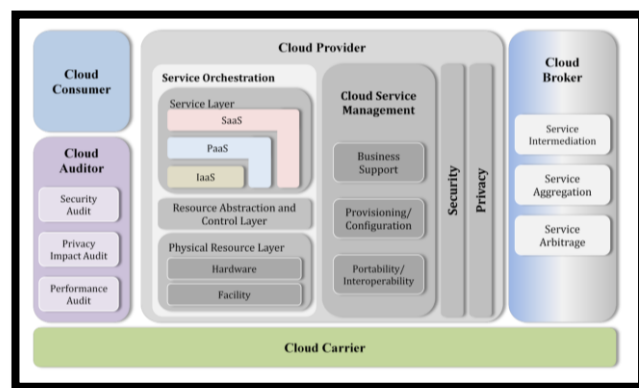 Cloud
Consumer
Cloud
Auditor
Security
Audit
Privacy
Impact Audit
Performance
Audit
Cloud Provider
Service Orchestration
Service Layer
SaaS
PaaS
IaaS
Resource Abstraction and
Control Layer
Physical Resource Layer
Hardware
Facility
Cloud Service
Management
Business
Support
Provisioning/
Configuration
Portability/
Interoperability
Security
Privacy
Cloud
Broker
Service
Intermediation
Service
Aggregation
Service
Arbitrage
Cloud Carrier